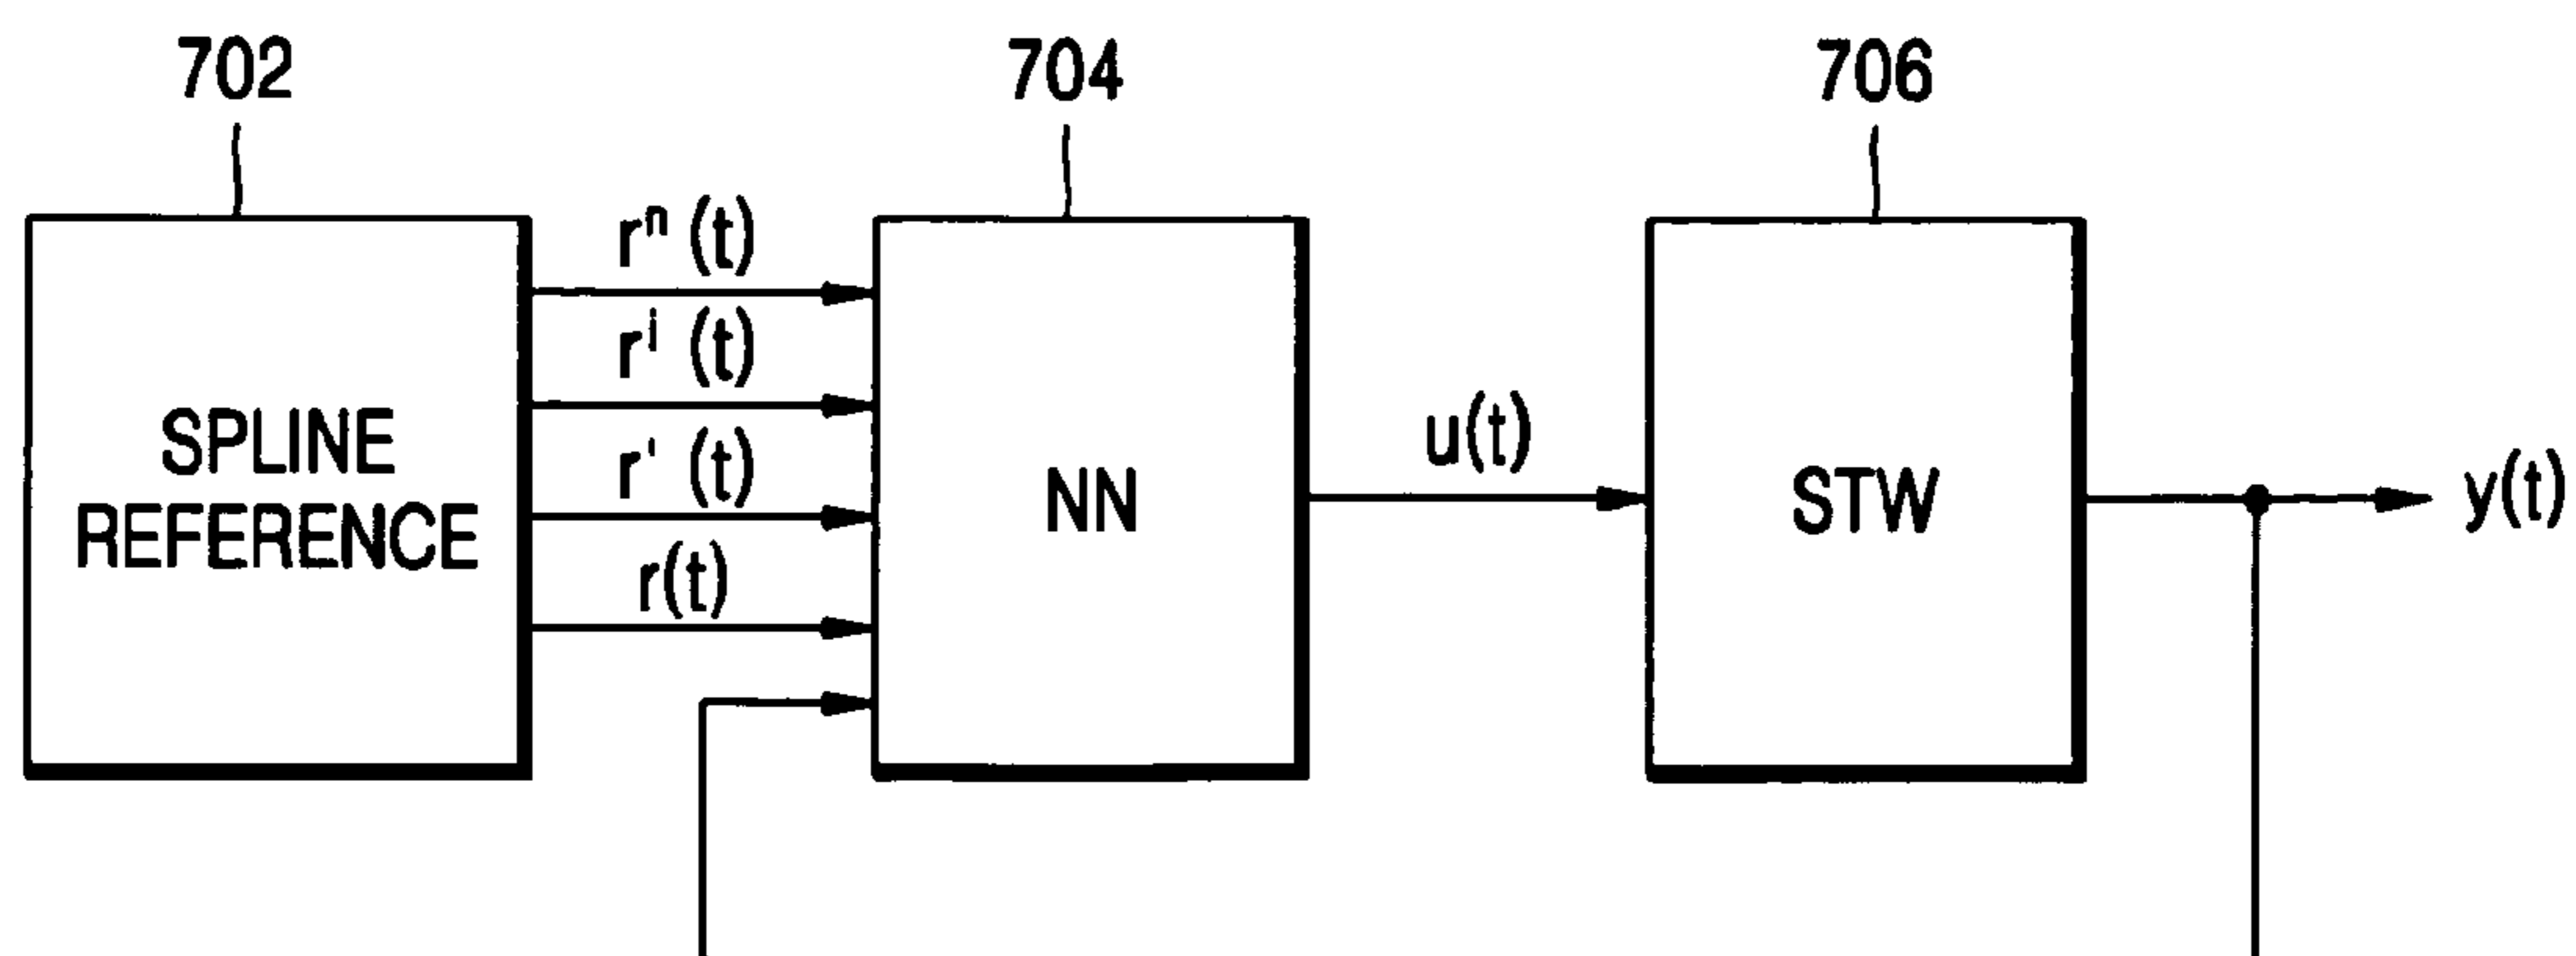 702
704
706
rⁿ (t)
rⁱ (t)
r' (t)
r(t)
SPLINE
REFERENCE
NN
u(t)
STW
y(t)